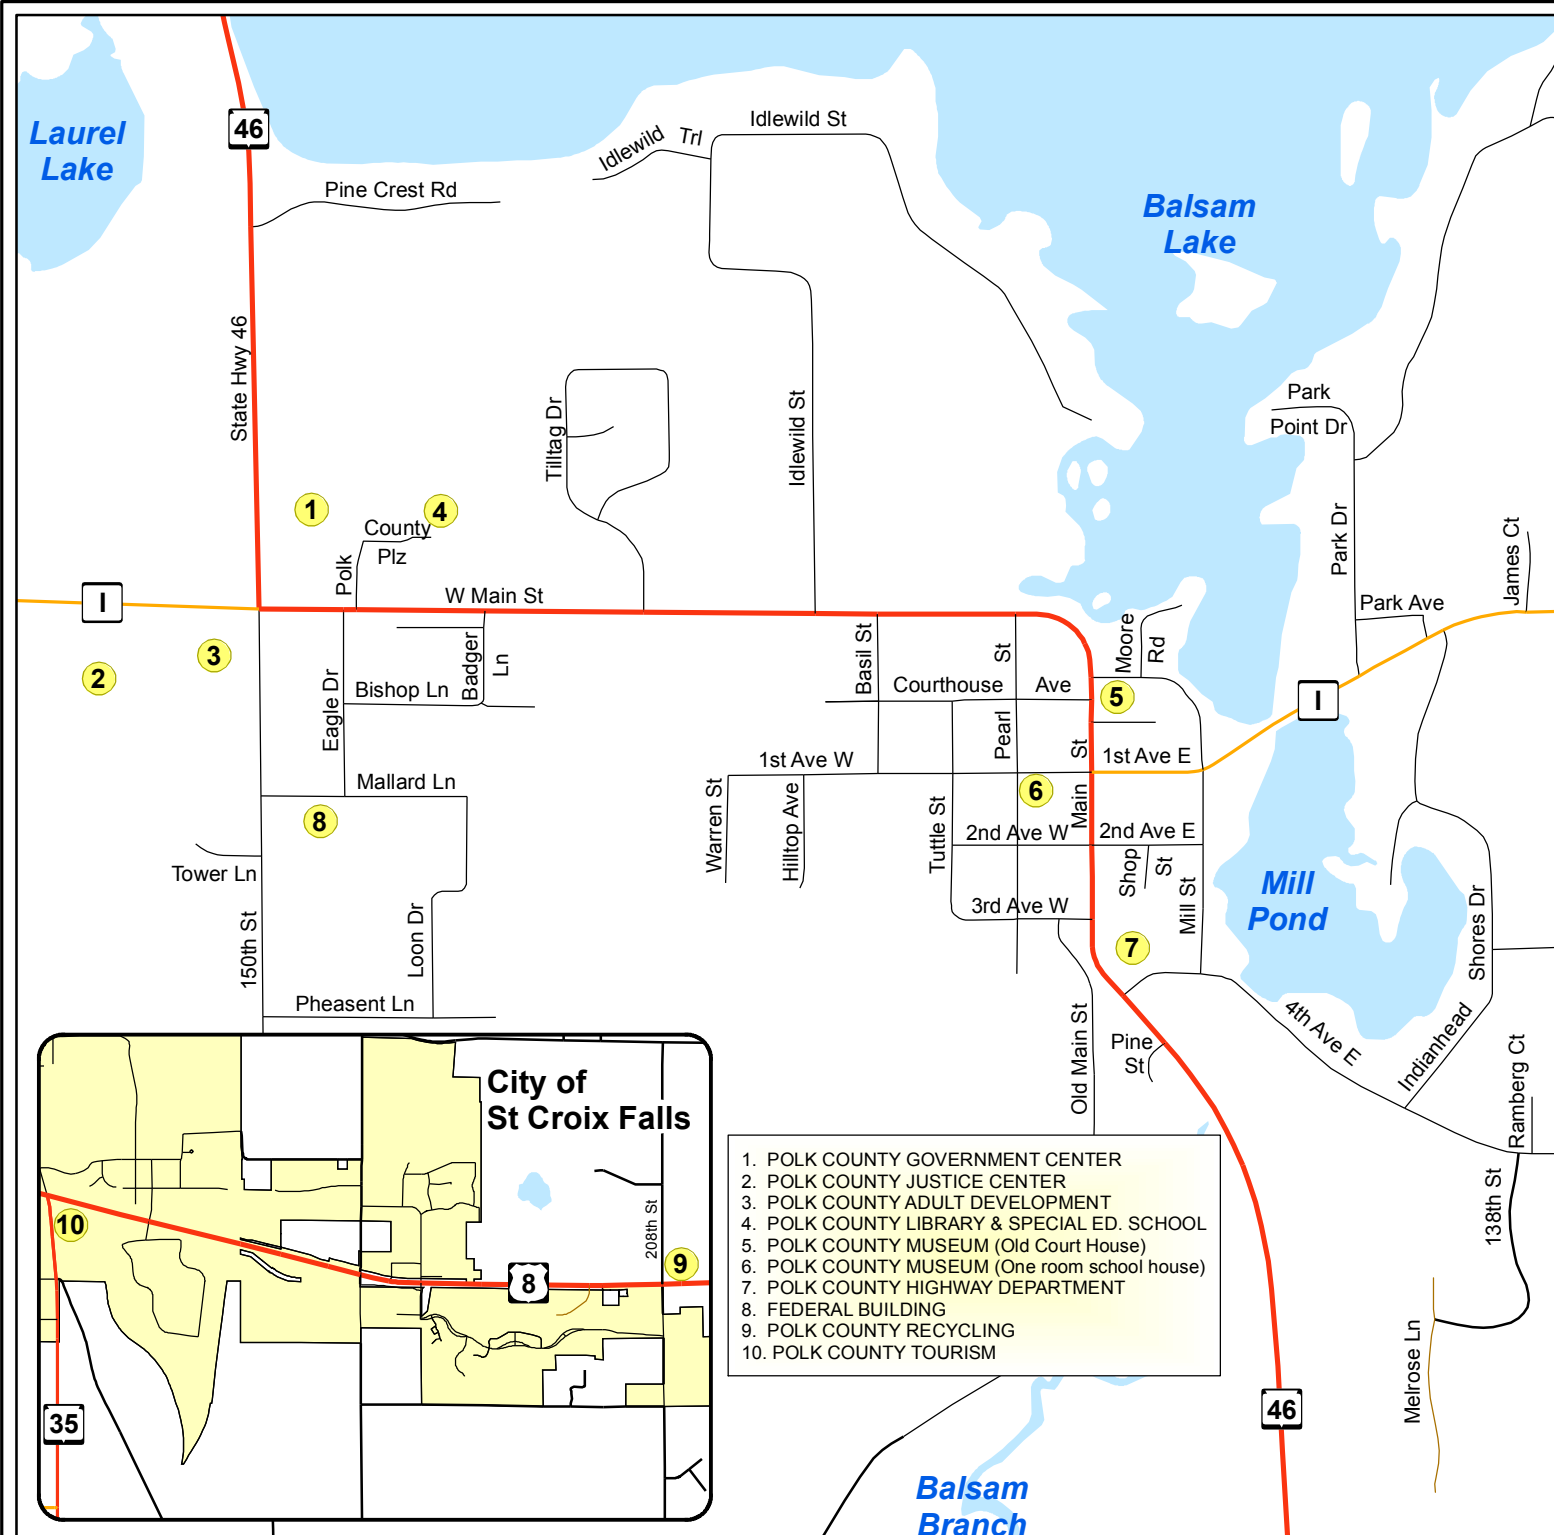 Laurel
Lake
46
Pine Crest Rd
Idlewild Trl
Idlewild St
Balsam
Lake
State Hwy 46
Tilltag Dr
Idlewild St
Park
Point Dr
Park Dr
James Ct
Park Ave
1
4
County
Plz
Polk
I
W Main St
2
3
Eagle Dr
Bishop Ln
Badger
Ln
Basil St
St
Pearl
Courthouse Ave
Moore
Rd
5
I
1st Ave W
St
Main
1st Ave E
Mallard Ln
8
6
Warren St
Hilltop Ave
Tuttle St
2nd Ave W
2nd Ave E
Shop
St
Mill St
Mill
Pond
Tower Ln
3rd Ave W
7
Shores Dr
Indianhead
150th St
Loon Dr
Pheasent Ln
Old Main St
Pine
St
4th Ave E
Ramberg Ct
138th St
Melrose Ln
City of
St Croix Falls
208th St
10
9
8
35
1. POLK COUNTY GOVERNMENT CENTER
2. POLK COUNTY JUSTICE CENTER
3. POLK COUNTY ADULT DEVELOPMENT
4. POLK COUNTY LIBRARY & SPECIAL ED. SCHOOL
5. POLK COUNTY MUSEUM (Old Court House)
6. POLK COUNTY MUSEUM (One room school house)
7. POLK COUNTY HIGHWAY DEPARTMENT
8. FEDERAL BUILDING
9. POLK COUNTY RECYCLING
10. POLK COUNTY TOURISM
46
Balsam
Branch